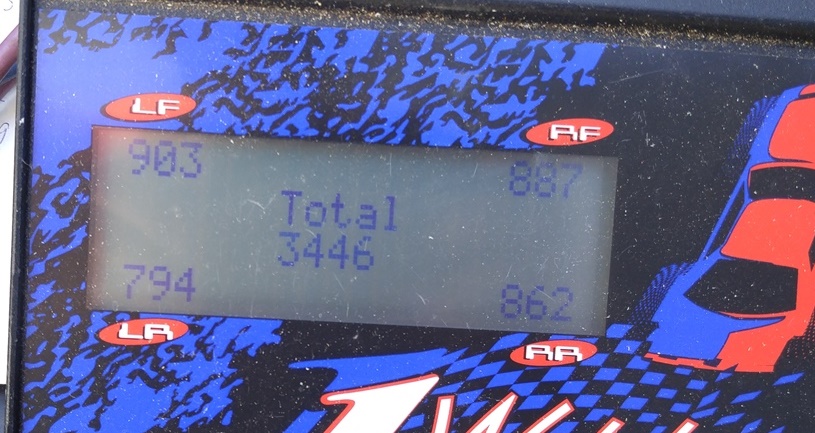 LF
RF
903
887
Total
3446
794
862
LR
RR